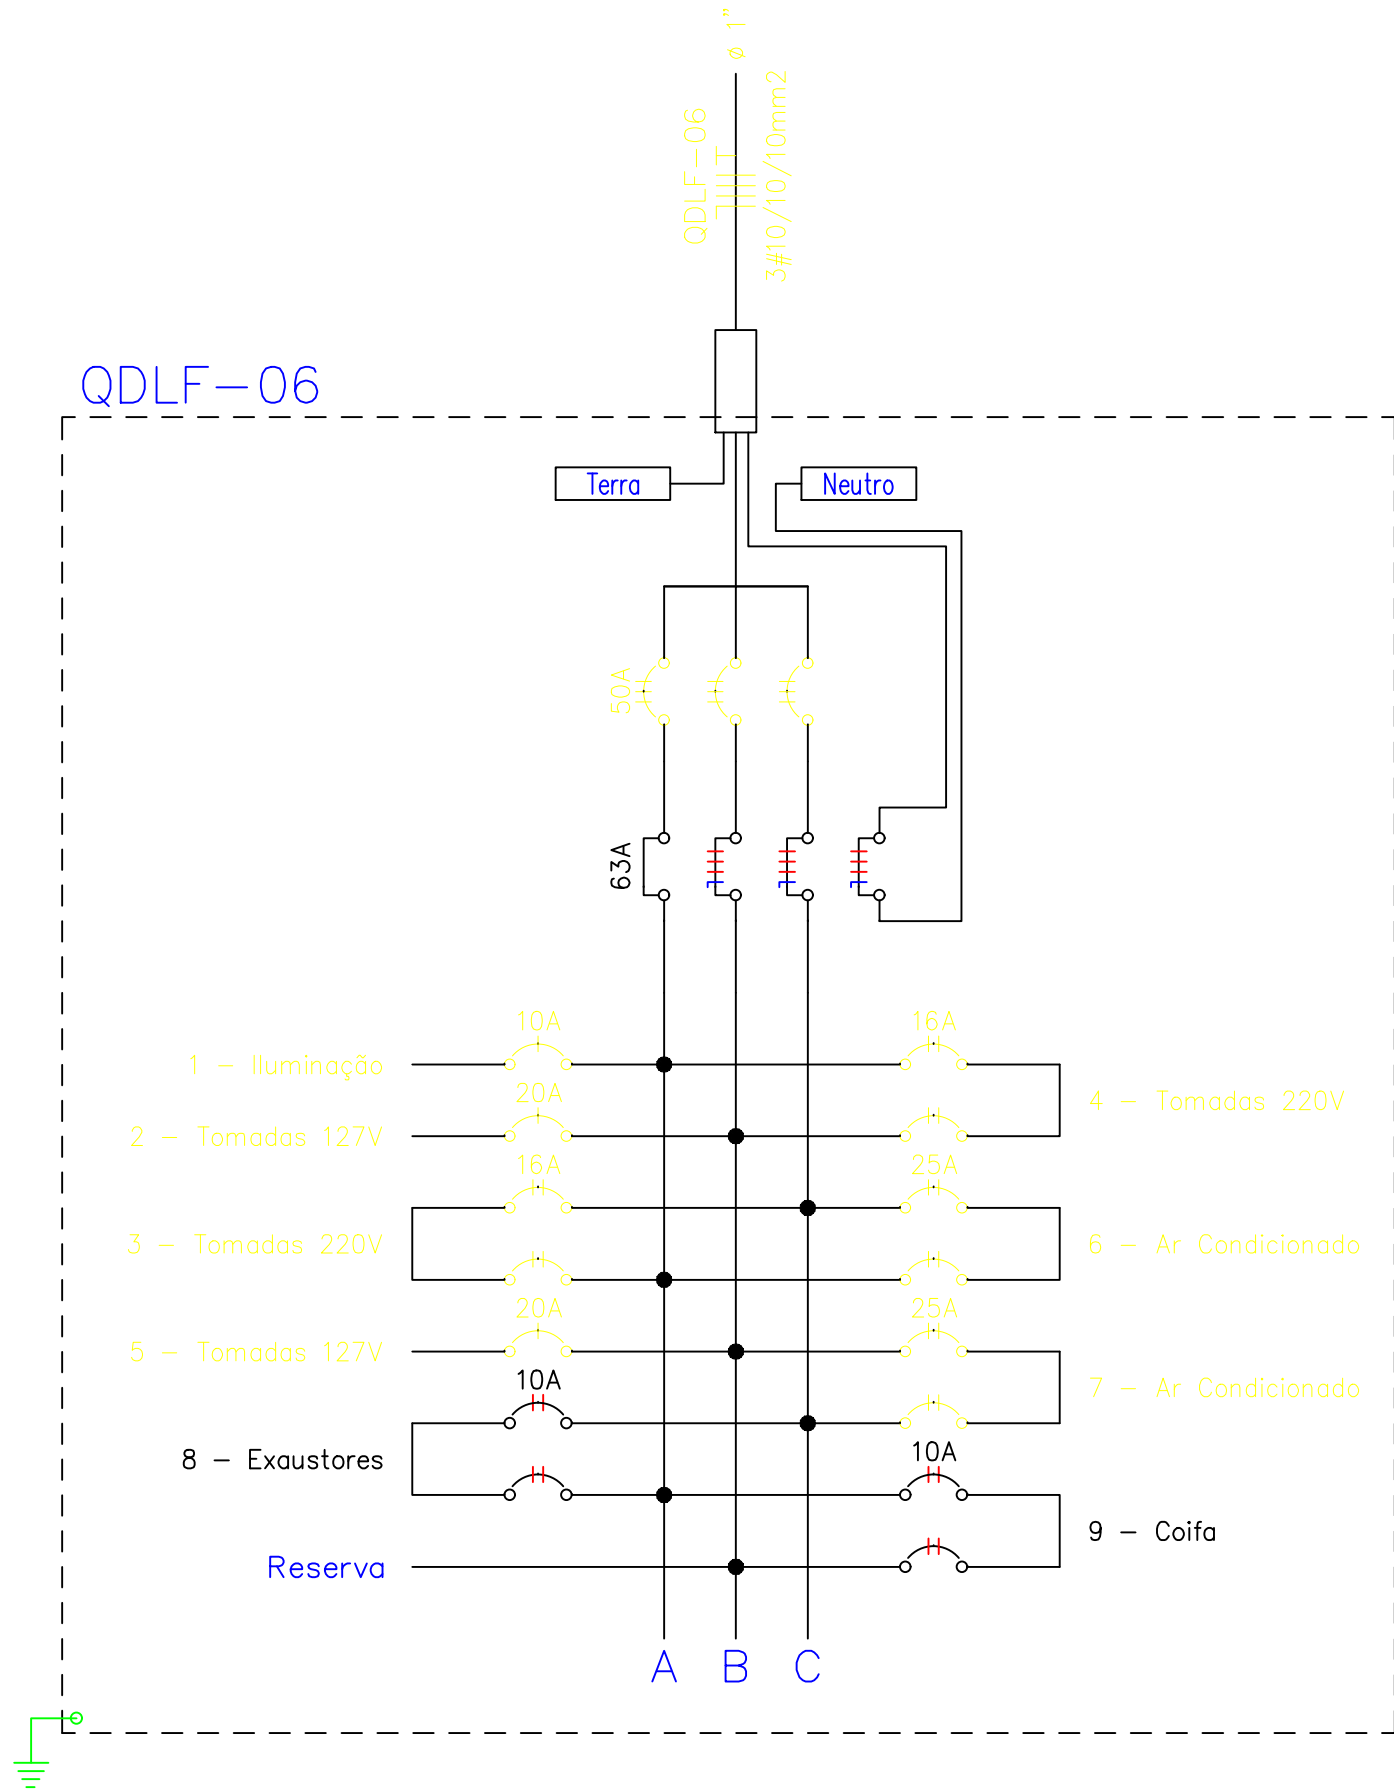 ø 1"
QDLF-06
3#10/10/10mm2
QDLF-06
Terra
Neutro
50A
63A
10A
16A
1 - Iluminação
20A
4 - Tomadas 220V
2 - Tomadas 127V
16A
25A
3 - Tomadas 220V
6 - Ar Condicionado
20A
25A
5 - Tomadas 127V
10A
7 - Ar Condicionado
8 - Exaustores
10A
9 - Coifa
Reserva
A B C